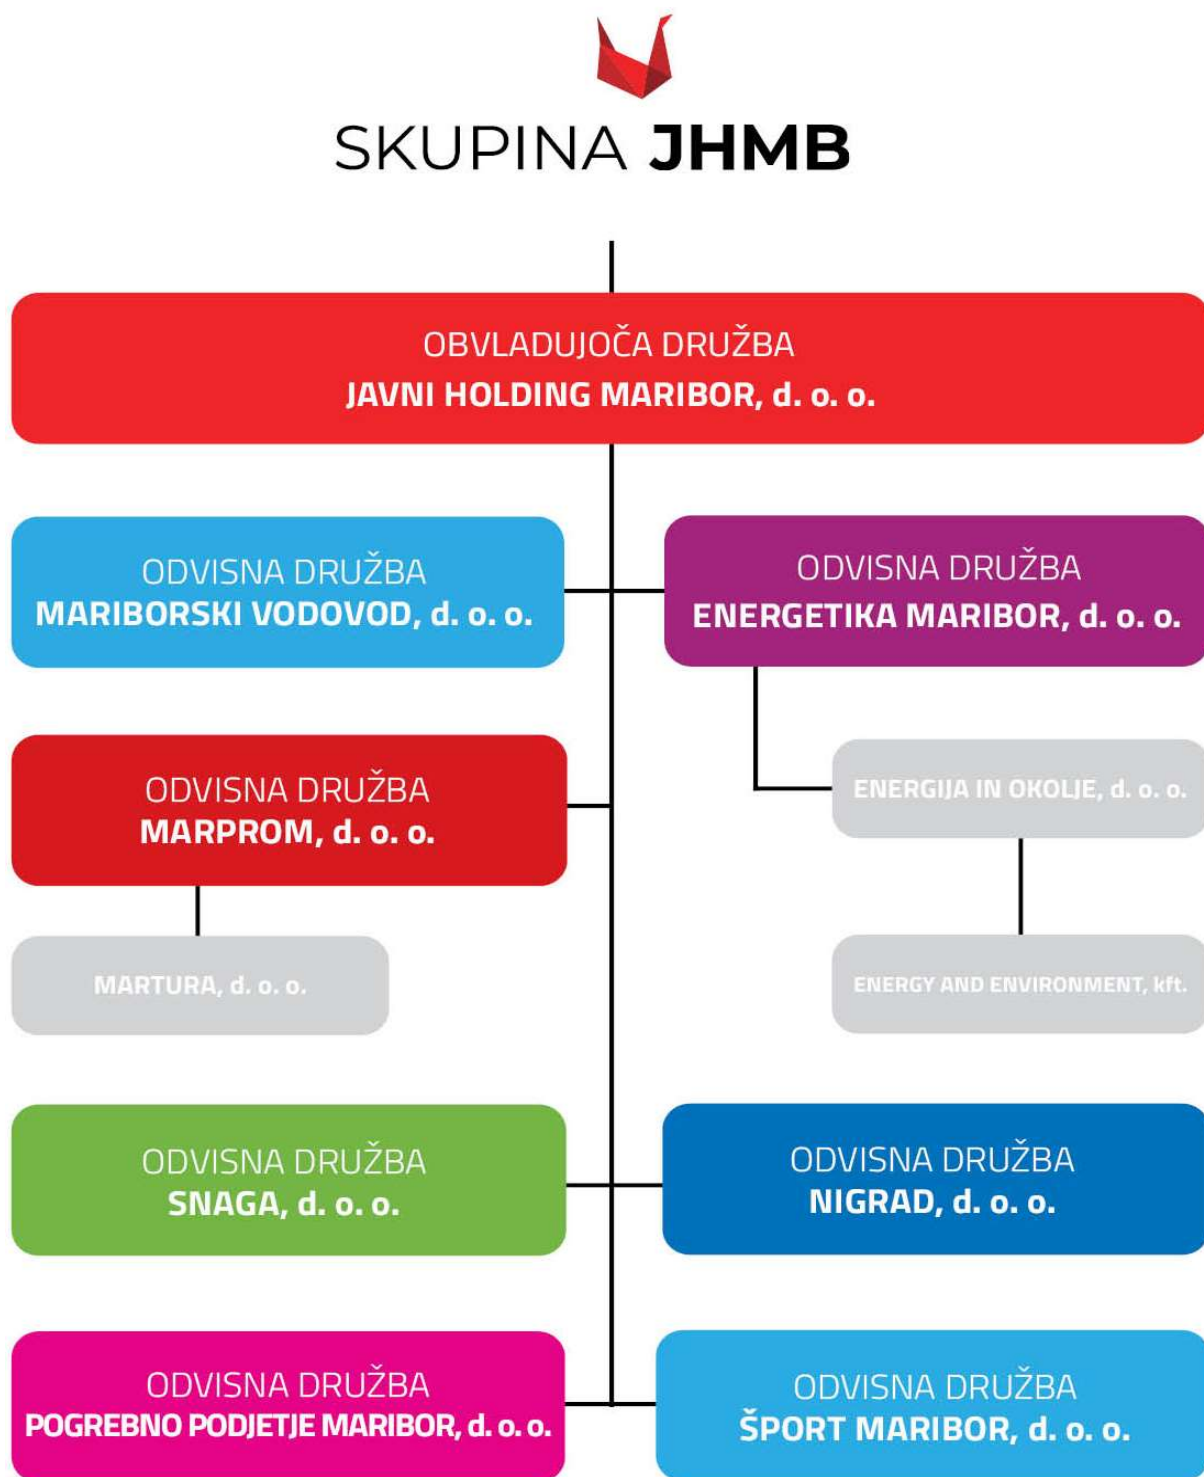 SKUPINA JHMB
OBVLADUJOČA DRUŽBA
JAVNI HOLDING MARIBOR, d. o. o.
ODVISNA DRUŽBA
MARIBORSKI VODOVOD, d. o. o.
ODVISNA DRUŽBA
ENERGETIKA MARIBOR, d. o. o.
ODVISNA DRUŽBA
MARPROM, d. o. o.
ENERGIJA IN OKOLJE, d. o. o.
MARTURA, d. o. o.
ENERGY AND ENVIRONMENT, kft.
ODVISNA DRUŽBA
SNAGA, d. o. o.
ODVISNA DRUŽBA
NIGRAD, d. o. o.
ODVISNA DRUŽBA
POGREBNO PODJETJE MARIBOR, d. o. o.
ODVISNA DRUŽBA
ŠPORT MARIBOR, d. o. o.